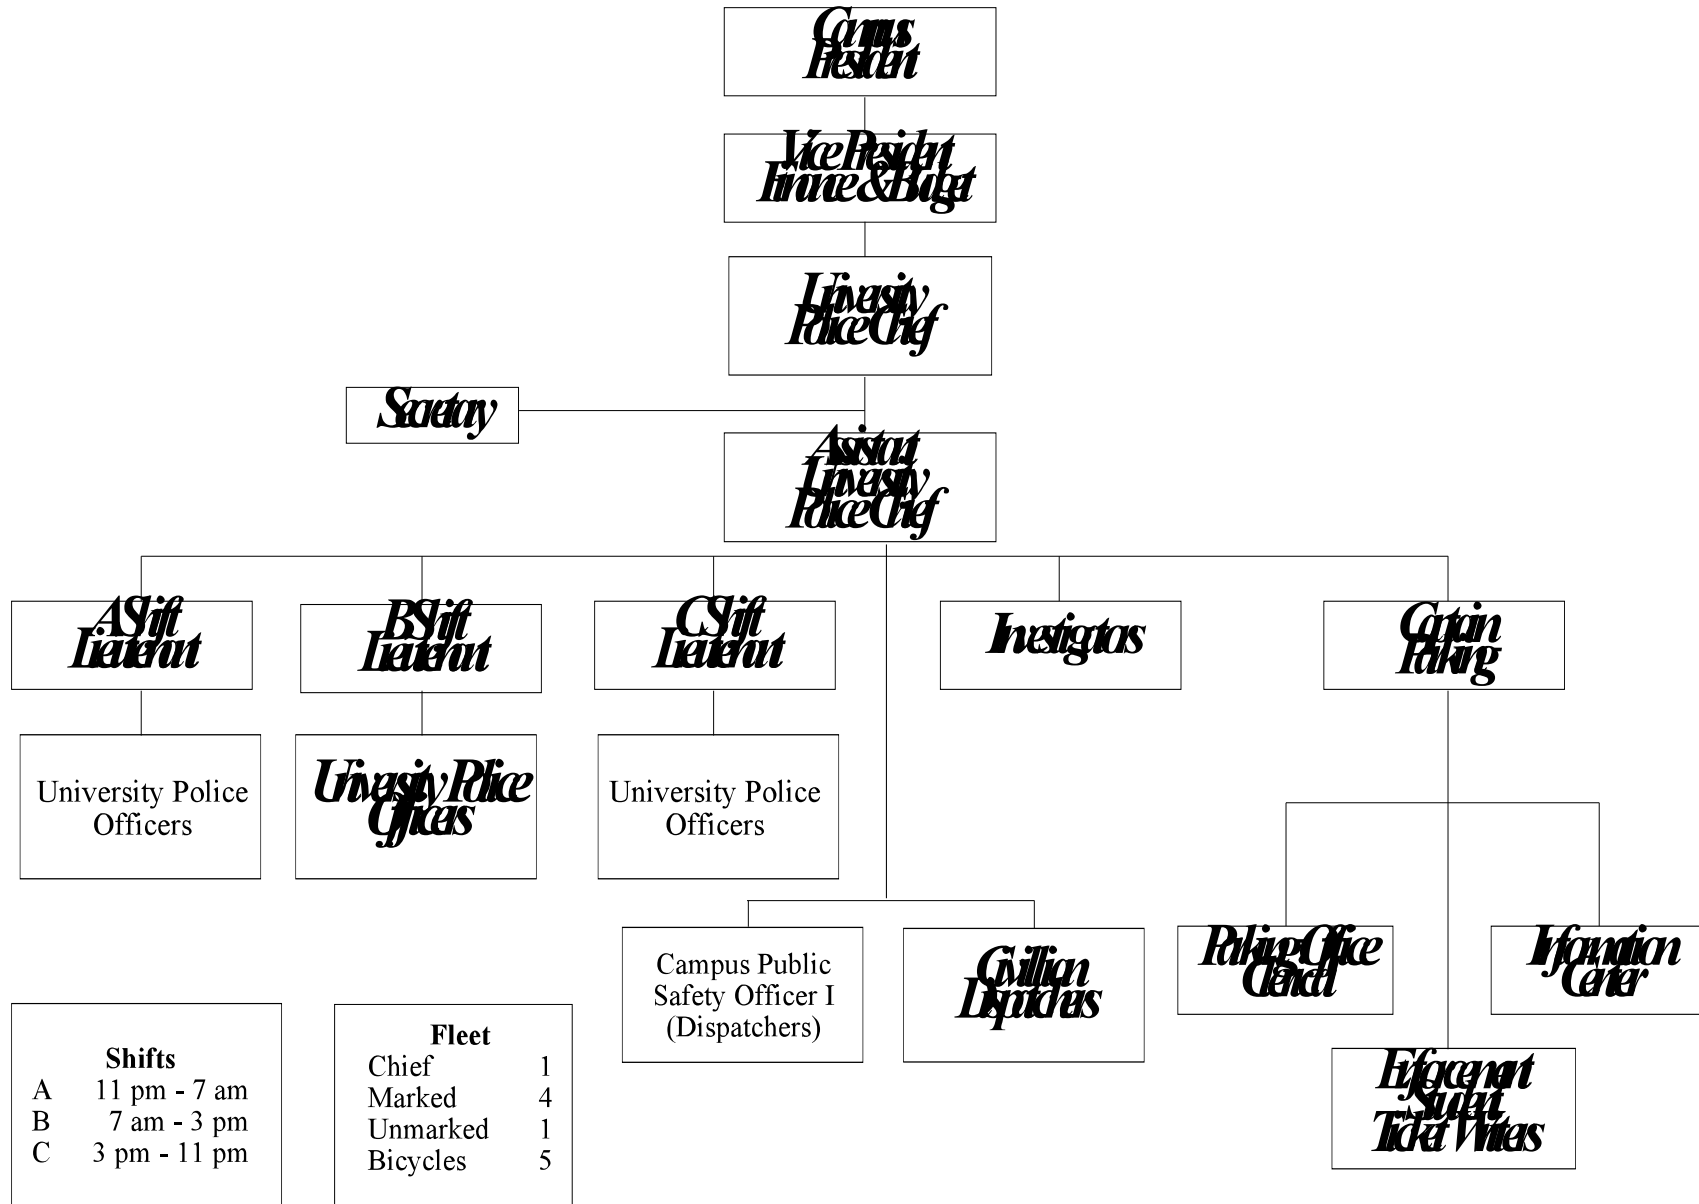 Campus
President
Vice President
Finance & Budget
University
Police Chief
Secretary
Assistant
University
Police Chief
A Shift
Lieutenant
B Shift
Lieutenant
C Shift
Lieutenant
Investigators
Captain
Parking
University Police
Officers
University Police
Officers
University Police
Officers
Campus Public
Safety Officer I
(Dispatchers)
Civillian
Dispatchers
Parking Office
Clerical
Information
Center
Enforcement
Student
Ticket Writers
Shifts
A 11 pm - 7 am
B 7 am - 3 pm
C 3 pm - 11 pm
Fleet
Chief 1
Marked 4
Unmarked 1
Bicycles 5